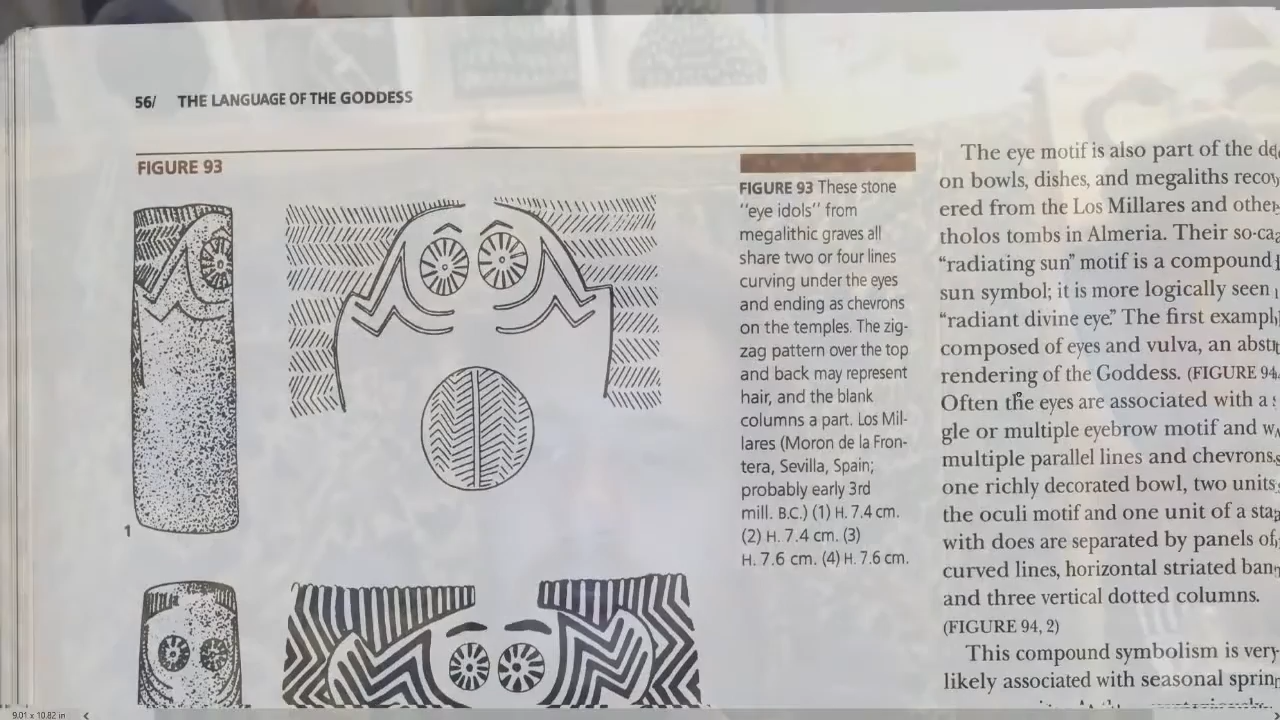 56/ THE LANGUAGE OF THE GODDESS
FIGURE 93
1
FIGURE 93 These stone
"eye idols" from
megalithic graves all
share two or four lines
curving under the eyes
and ending as chevrons
on the temples. The zig-
zag pattern over the top
and back may represent
hair, and the blank
columns a part. Los Mil-
lares (Moron de la Fron-
tera, Sevilla, Spain;
probably early 3rd
mill. B.C.) (1) H. 7.4 cm.
(2) H. 7.4 cm. (3)
H. 7.6 cm. (4) H. 7.6 cm.
The eye motif is also part of the
on bowls, dishes, and megaliths
ered from the Los Millares and other
tholos tombs in Almeria. Their
"radiating sun" motif is a compound
sun symbol; it is more logically seen
"radiant divine eye." The first
composed of eyes and vulva, an
rendering of the Goddess. (FIGURE 94,
Often the eyes are associated with a
gle or multiple eyebrow motif and
multiple parallel lines and chevrons.
one richly decorated bowl, two units
the oculi motif and one unit of a
with does are separated by panels of
curved lines, horizontal striated
and three vertical dotted columns.
(FIGURE 94, 2)
This compound symbolism is very
likely associated with seasonal
9.01 x 10.82 in